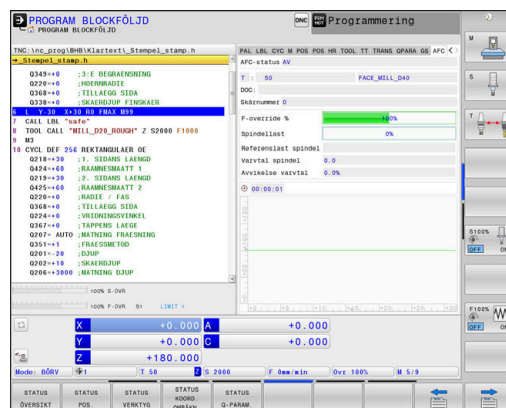 PROGRAM BLOCKFÖLJD
PROGRAM BLOCKFÖLJD
DNC
Programmering
TNC:\nc_prog\BHB\Klartext\_Stempel_stamp.h
→_Stempel_stamp.h
Q349=+0 ;3:E BEGRAENSNING
Q220=+0 ;HOERNRADIE
Q368=+0 ;TILLAEGG SIDA
Q338=+0 ;SKAERDJUP FINSKAER
6 L Y-30 X+30 R0 FMAX M99
7 CALL LBL "safe"
8 TOOL CALL "MILL_D20_ROUGH" Z S2000 F1000
9 M3
10 CYCL DEF 256 REKTANGULAER OE
Q218=+30 ;1. SIDANS LAENGD
Q424=+60 ;RAAMNESMAATT 1
Q219=+30 ;2. SIDANS LAENGD
Q425=+60 ;RAAMNESMAATT 2
Q220=+0 ;RADIE / FAS
Q368=+0 ;TILLAEGG SIDA
Q224=+0 ;VRIDNINGSVINKEL
Q367=+0 ;TAPPENS LAEGE
Q207= AUTO ;MATNING FRAESNING
Q351=+1 ;FRAESMETOD
Q201=-20 ;DJUP
Q202=+10 ;SKAERDJUP
Q206=+3000 ;MATNING DJUP
100% S-OVR
100% F-OVR S1 LIMIT 1
PAL LBL CYC M POS POS HR TOOL TT TRANS GPARA GS AFC
AFC-status AV
T : 50 FACE_MILL_D40
DOC:
Skärnummer 0
F-override % 100%
Spindellast 0%
Referenslast spindel
Varvtal spindel 0.0
Avvikelse varvtal 0.0%
00:00:01
X +0.000 A +0.000
Y +0.000 C +0.000
Z +180.000
Mode: BÖRV 1 T 50 Z S 2000 F 0mm/min Ovr 100% M 5/9
STATUS ÖVERSIKT
STATUS POS.
STATUS VERKTYG
STATUS KOORD. OMRÄKN.
STATUS Q-PARAM.
M
S
T
S100%
OFF ON
F100%
OFF ON